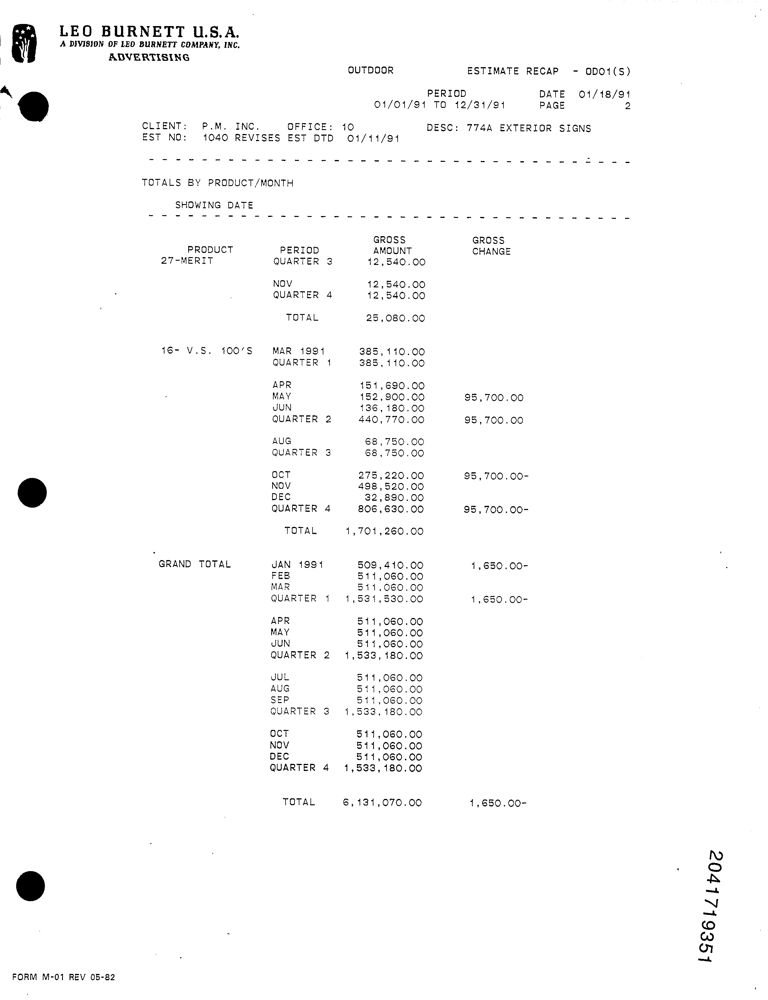 LEO BURNETT U.S.A.
A DIVISION OF LEO BURNETT COMPANY, INC.
ADVERTISING
OUTDOOR ESTIMATE RECAP - ODO1(S)
PERIOD DATE 01/18/91
01/01/91 TO 12/31/91 PAGE 2
CLIENT: P.M. INC. OFFICE: 10 DESC: 774A EXTERIOR SIGNS
EST NO: 1040 REVISES EST DTD 01/11/91
- - - - - - - - - - - - - - - - - - - - - - - - - - - - - - - - - - - - -
TOTALS BY PRODUCT/MONTH
SHOWING DATE
- - - - - - - - - - - - - - - - - - - - - - - - - - - - - - - - - - - - -
GROSS GROSS
PRODUCT PERIOD AMOUNT CHANGE
27-MERIT QUARTER 3 12,540.00
NOV 12,540.00
QUARTER 4 12,540.00
TOTAL 25,080.00
16- V.S. 100'S MAR 1991 385,110.00
QUARTER 1 385,110.00
APR 151,690.00
MAY 152,900.00 95,700.00
JUN 136,180.00
QUARTER 2 440,770.00 95,700.00
AUG 68,750.00
QUARTER 3 68,750.00
OCT 275,220.00 95,700.00-
NOV 498,520.00
DEC 32,890.00
QUARTER 4 806,630.00 95,700.00-
TOTAL 1,701,260.00
GRAND TOTAL JAN 1991 509,410.00 1,650.00-
FEB 511,060.00
MAR 511,060.00
QUARTER 1 1,531,530.00 1,650.00-
APR 511,060.00
MAY 511,060.00
JUN 511,060.00
QUARTER 2 1,533,180.00
JUL 511,060.00
AUG 511,060.00
SEP 511,060.00
QUARTER 3 1,533,180.00
OCT 511,060.00
NOV 511,060.00
DEC 511,060.00
QUARTER 4 1,533,180.00
TOTAL 6,131,070.00 1,650.00-
2041719351
FORM M-01 REV 05-82